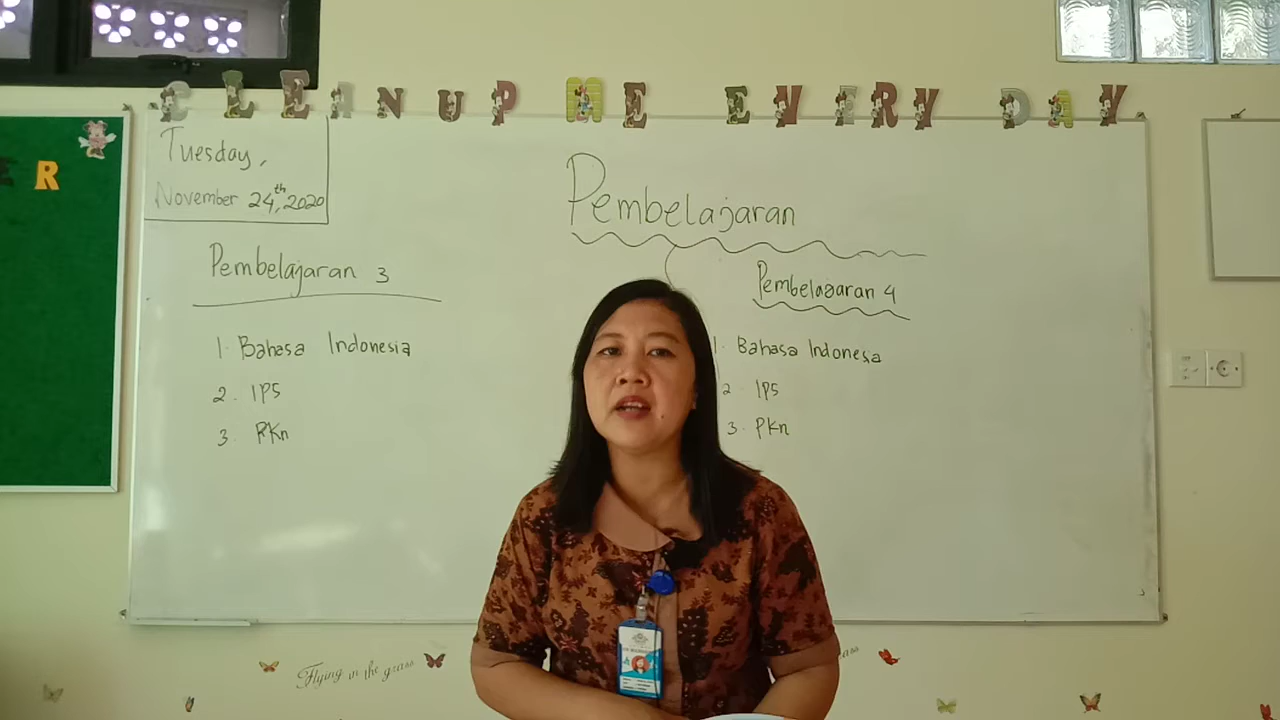 CLEAN UP ME EVERY DAY
R
Tuesday,
November 24th, 2020
Pembelajaran
Pembelajaran 3
1. Bahasa Indonesia
2. IPS
3. PKn
Pembelajaran 4
1. Bahasa Indonesa
2. IPS
3. PKn
Flying in the grass